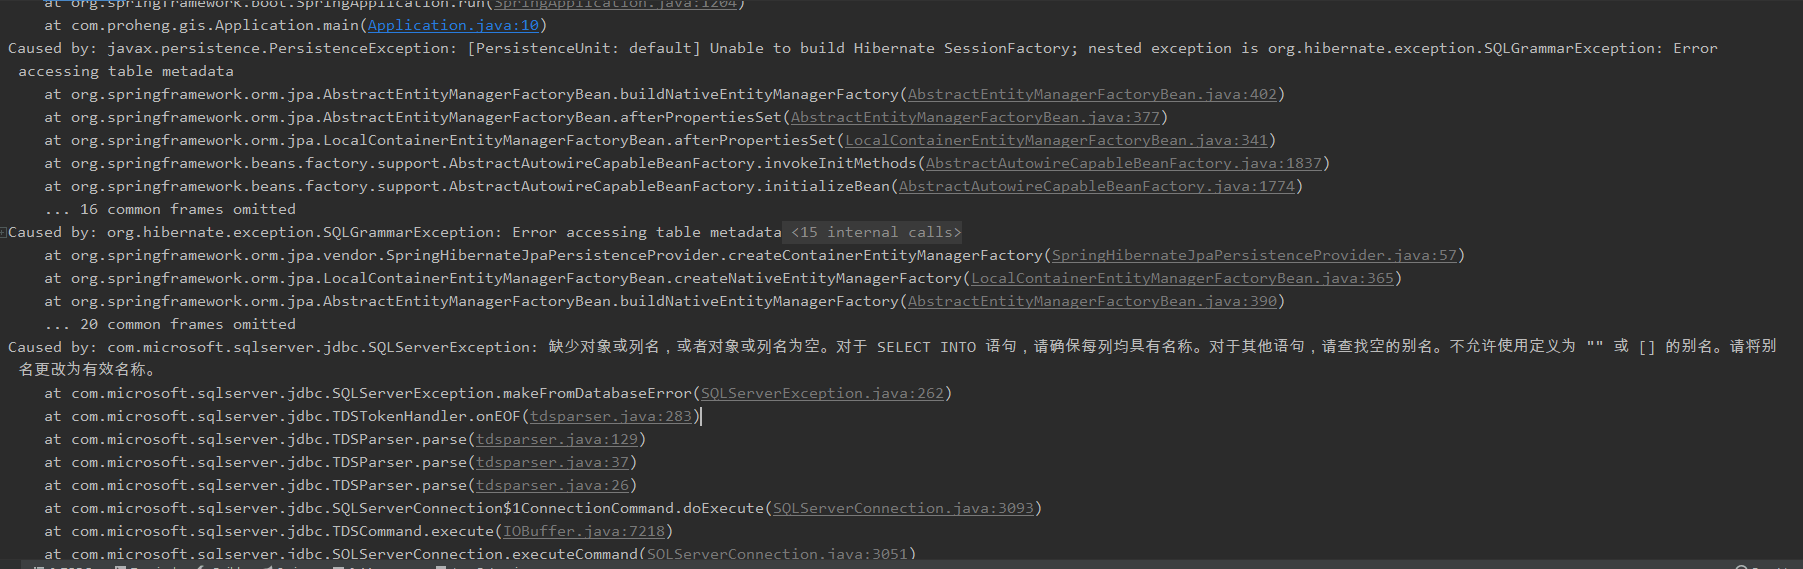 at org.springframework.boot.SpringApplication.run(SpringApplication.java:1204)
at com.proheng.gis.Application.main(Application.java:10)
Caused by: javax.persistence.PersistenceException: [PersistenceUnit: default] Unable to build Hibernate SessionFactory; nested exception is org.hibernate.exception.SQLGrammarException: Error
accessing table metadata
at org.springframework.orm.jpa.AbstractEntityManagerFactoryBean.buildNativeEntityManagerFactory(AbstractEntityManagerFactoryBean.java:402)
at org.springframework.orm.jpa.AbstractEntityManagerFactoryBean.afterPropertiesSet(AbstractEntityManagerFactoryBean.java:377)
at org.springframework.orm.jpa.LocalContainerEntityManagerFactoryBean.afterPropertiesSet(LocalContainerEntityManagerFactoryBean.java:341)
at org.springframework.beans.factory.support.AbstractAutowireCapableBeanFactory.invokeInitMethods(AbstractAutowireCapableBeanFactory.java:1837)
at org.springframework.beans.factory.support.AbstractAutowireCapableBeanFactory.initializeBean(AbstractAutowireCapableBeanFactory.java:1774)
... 16 common frames omitted
Caused by: org.hibernate.exception.SQLGrammarException: Error accessing table metadata <15 internal calls>
at org.springframework.orm.jpa.vendor.SpringHibernateJpaPersistenceProvider.createContainerEntityManagerFactory(SpringHibernateJpaPersistenceProvider.java:57)
at org.springframework.orm.jpa.LocalContainerEntityManagerFactoryBean.createNativeEntityManagerFactory(LocalContainerEntityManagerFactoryBean.java:365)
at org.springframework.orm.jpa.AbstractEntityManagerFactoryBean.buildNativeEntityManagerFactory(AbstractEntityManagerFactoryBean.java:390)
... 20 common frames omitted
Caused by: com.microsoft.sqlserver.jdbc.SQLServerException: 缺少对象或列名，或者对象或列名为空。对于 SELECT INTO 语句，请确保每列均具有名称。对于其他语句，请查找空的别名。不允许使用定义为 "" 或 [] 的别名。请将别
名更改为有效名称。
at com.microsoft.sqlserver.jdbc.SQLServerException.makeFromDatabaseError(SQLServerException.java:262)
at com.microsoft.sqlserver.jdbc.TDSTokenHandler.onEOF(tdsparser.java:283)
at com.microsoft.sqlserver.jdbc.TDSParser.parse(tdsparser.java:129)
at com.microsoft.sqlserver.jdbc.TDSParser.parse(tdsparser.java:37)
at com.microsoft.sqlserver.jdbc.TDSParser.parse(tdsparser.java:26)
at com.microsoft.sqlserver.jdbc.SQLServerConnection$1ConnectionCommand.doExecute(SQLServerConnection.java:3093)
at com.microsoft.sqlserver.jdbc.TDSCommand.execute(IOBuffer.java:7218)
at com.microsoft.sqlserver.jdbc.SQLServerConnection.executeCommand(SQLServerConnection.java:3051)